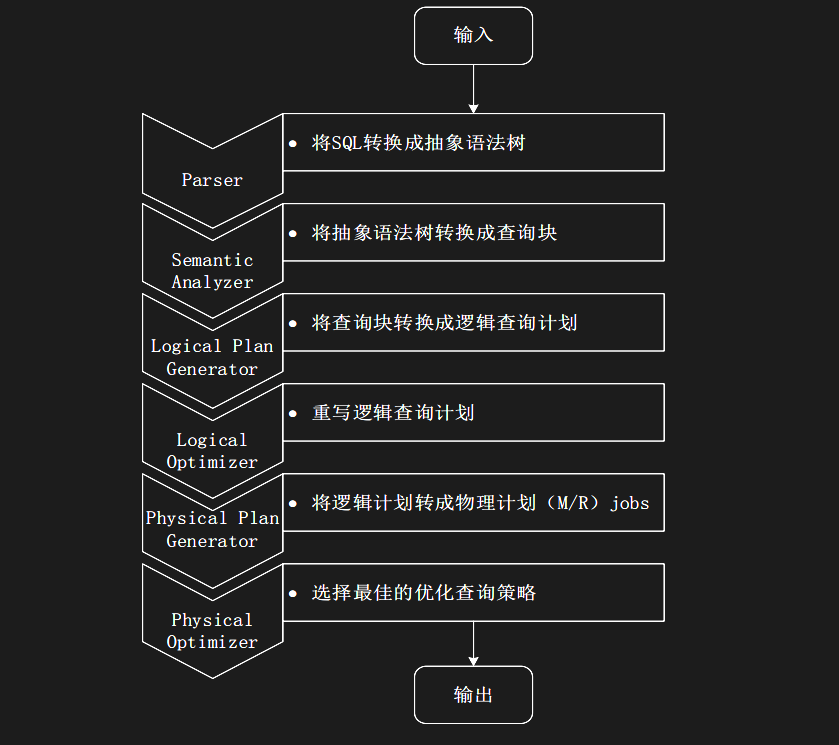 输入
Parser
• 将SQL转换成抽象语法树
Semantic
Analyzer
• 将抽象语法树转换成查询块
Logical Plan
Generator
• 将查询块转换成逻辑查询计划
Logical
Optimizer
• 重写逻辑查询计划
Physical Plan
Generator
• 将逻辑计划转成物理计划（M/R）jobs
Physical
Optimizer
• 选择最佳的优化查询策略
输出